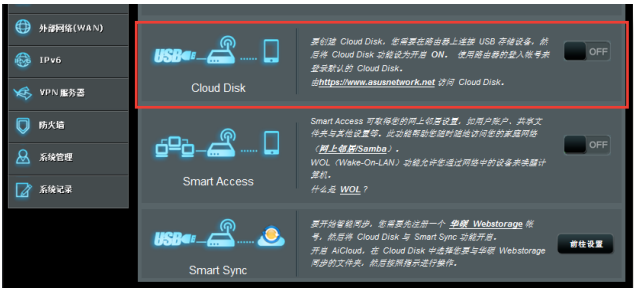 外部网络(WAN)
IPv6
VPN 服务器
防火墙
系统管理
系统记录
USB
Cloud Disk
要创建 Cloud Disk，您需要在路由器上连接 USB 存储设备，然
后将 Cloud Disk 功能设为开启 ON。 使用路由器的登入帐号来
登录默认的 Cloud Disk。
由https://www.asusnetwork.net 访问 Cloud Disk。
OFF
Smart Access
Smart Access 可取得您的网上邻居设置，如用户账户、共享文
件夹与其他设置等。此功能帮助您随时随地访问您的家庭网络
（网上邻居/Samba）。
WOL（Wake-On-LAN）功能允许您通过网络中的设备来唤醒计
算机。
什么是 WOL？
OFF
USB
Smart Sync
要开始智能同步，您需要先注册一个 华硕 Webstorage 帐
号，然后将 Cloud Disk 与 Smart Sync 功能开启。
开启 AiCloud，在 Cloud Disk 中选择您要与华硕 Webstorage
同步的文件夹，然后按照指示进行操作。
前往设置